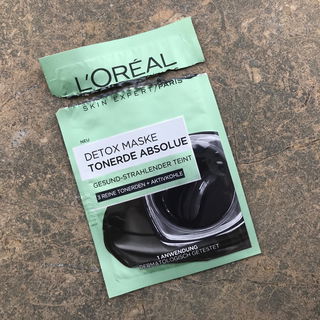 L'ORÉAL
SKIN EXPERT/PARIS
NEU
DETOX MASKE
TONERDE ABSOLUE
GESUND-STRAHLENDER TEINT
3 REINE TONERDEN + AKTIVKOHLE
1 ANWENDUNG
DERMATOLOGISCH GETESTET